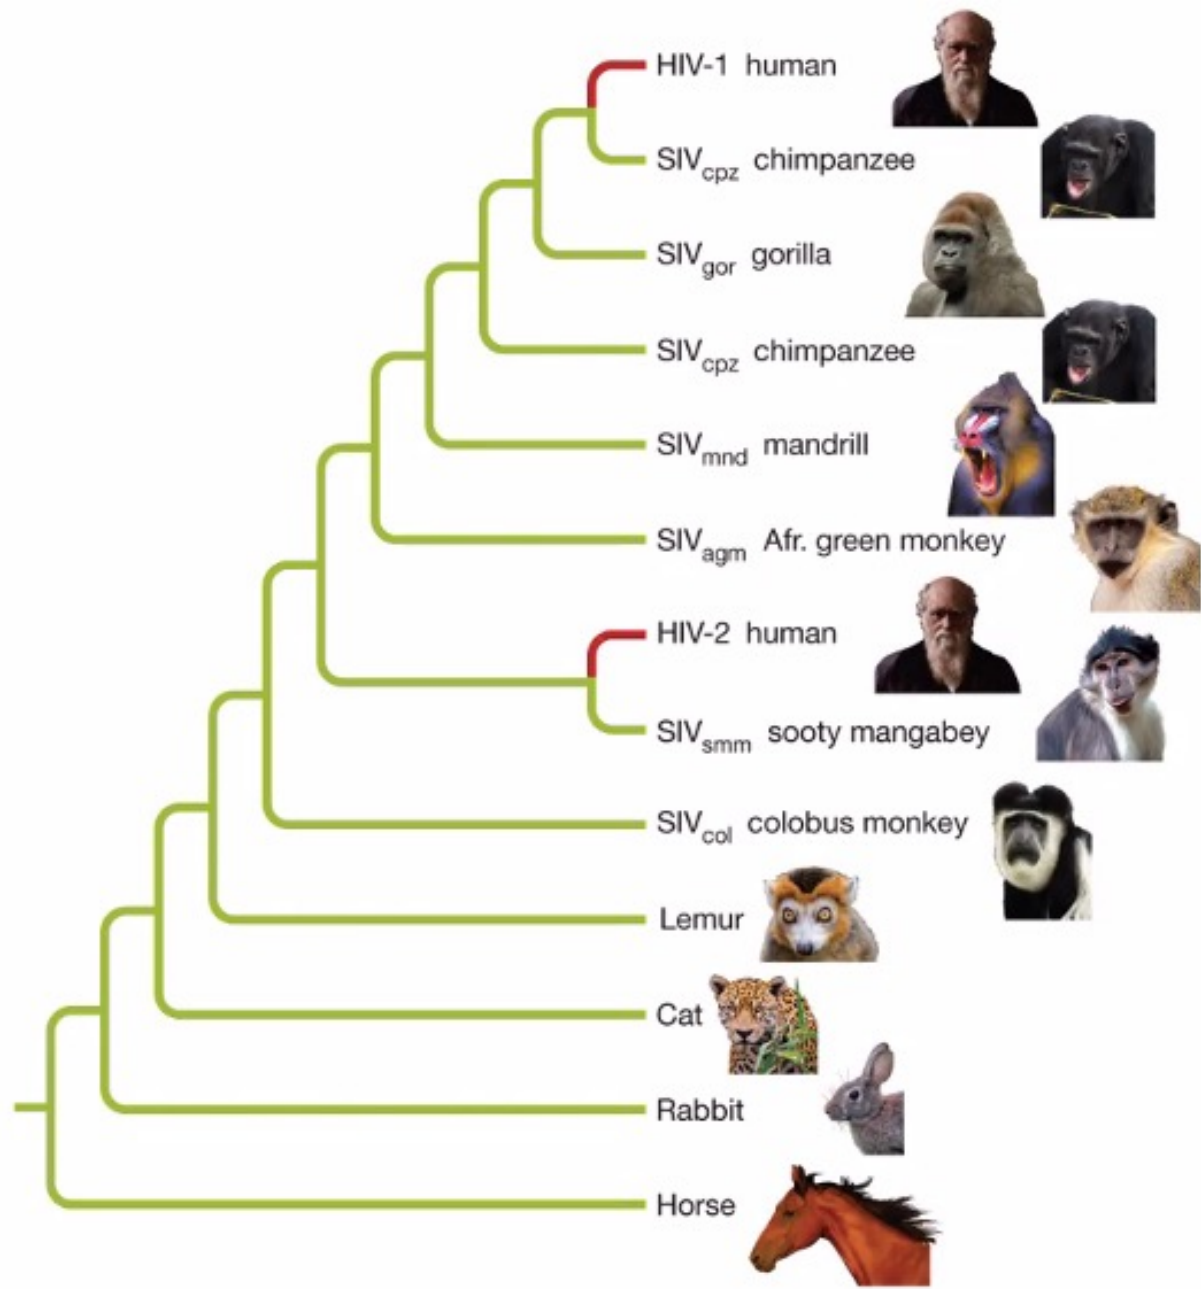 HIV-1 human
SIVcpz chimpanzee
SIVgor gorilla
SIVcpz chimpanzee
SIVmnd mandrill
SIVagm Afr. green monkey
HIV-2 human
SIVsmm sooty mangabey
SIVcol colobus monkey
Lemur
Cat
Rabbit
Horse